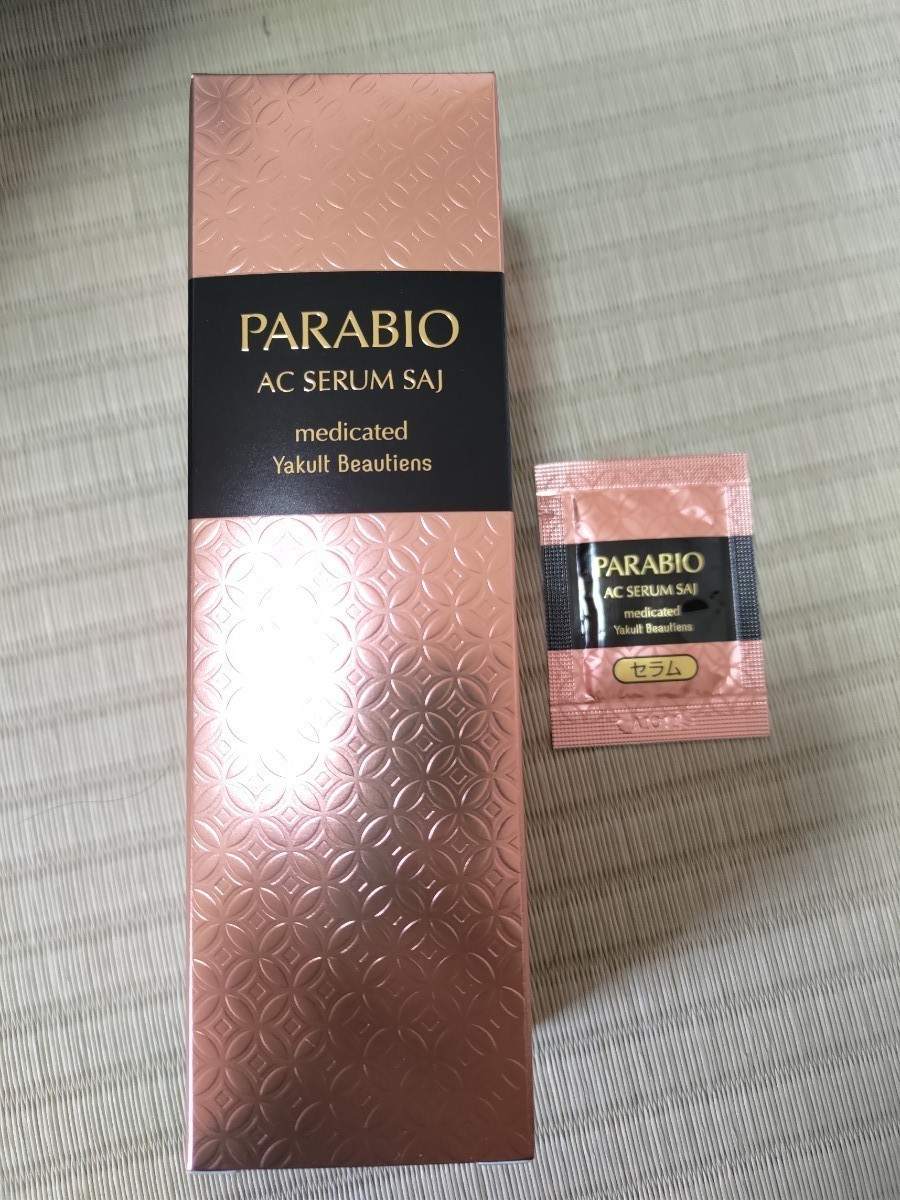 PARABIO
AC SERUM SAJ
medicated
Yakult Beautiens
PARABIO
AC SERUM SAJ
medicated
Yakult Beautiens
セラム